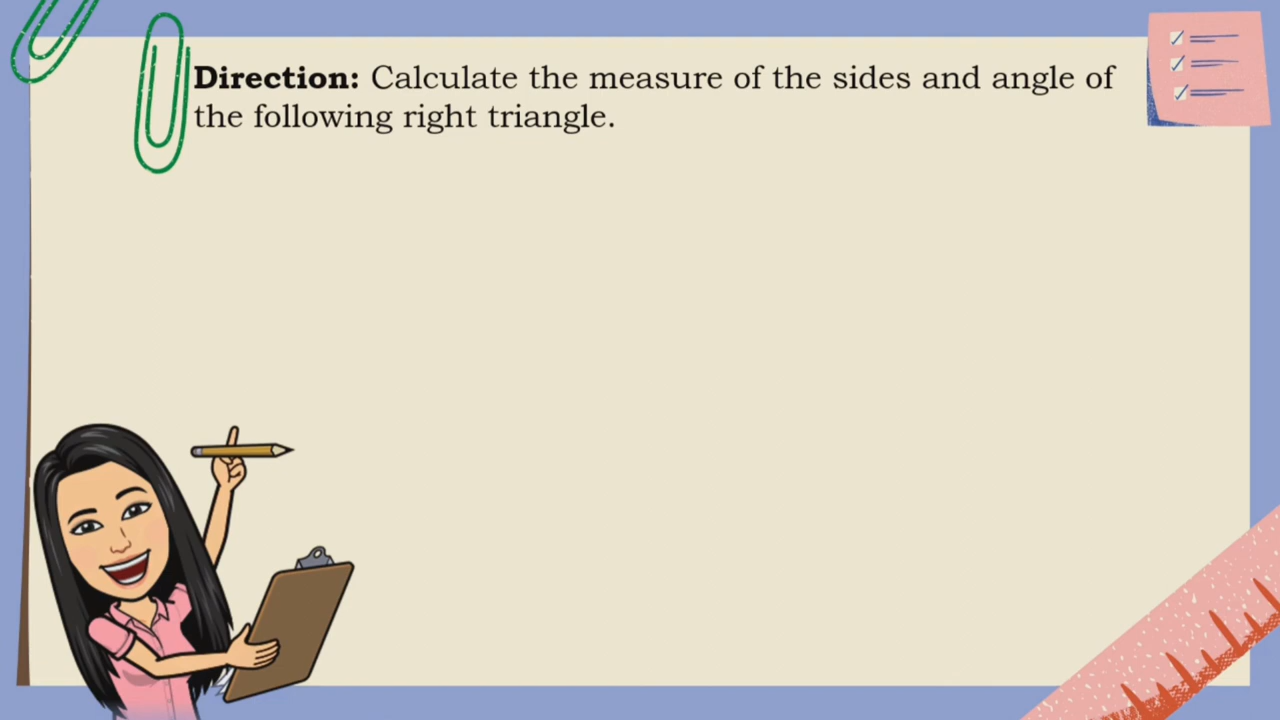 Direction: Calculate the measure of the sides and angle of
the following right triangle.